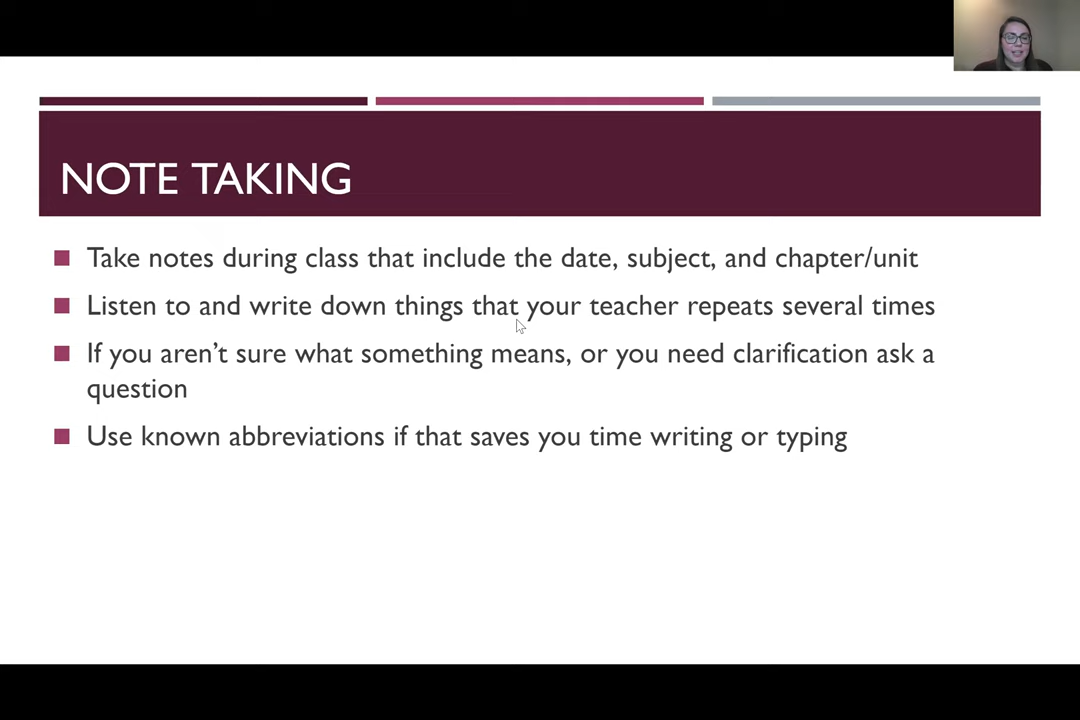 NOTE TAKING
Take notes during class that include the date, subject, and chapter/unit
Listen to and write down things that your teacher repeats several times
If you aren't sure what something means, or you need clarification ask a
question
Use known abbreviations if that saves you time writing or typing